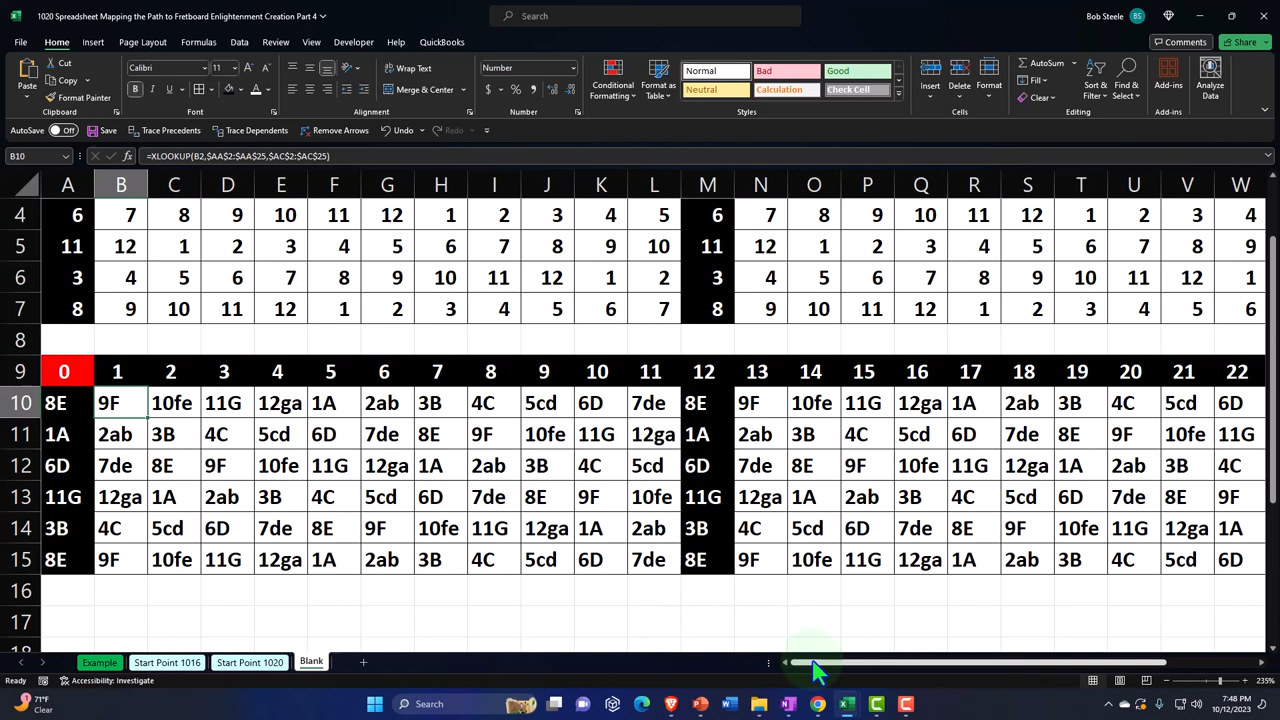 1020 Spreadsheet Mapping the Path to Fretboard Enlightenment Creation Part 4
Search
Bob Steele BS
File Home Insert Page Layout Formulas Data Review View Developer Help QuickBooks
Comments Share
Paste Cut Copy Format Painter Clipboard
Calibri 11 B I U Font
Wrap Text Merge & Center Alignment
Number $ % Number
Conditional Formatting Format as Table
Normal Bad Good Neutral Calculation Check Cell Styles
Insert Delete Format Cells
AutoSum Fill Clear Sort & Filter Find & Select Editing
Add-ins Add-ins Analyze Data
AutoSave Off Save Trace Precedents Trace Dependents Remove Arrows Undo Redo
B10 fx =XLOOKUP(B2,$AA$2:$AA$25,$AC$2:$AC$25)
A B C D E F G H I J K L M N O P Q R S T U V W
4 6 7 8 9 10 11 12 1 2 3 4 5 6 7 8 9 10 11 12 1 2 3 4
5 11 12 1 2 3 4 5 6 7 8 9 10 11 12 1 2 3 4 5 6 7 8 9
6 3 4 5 6 7 8 9 10 11 12 1 2 3 4 5 6 7 8 9 10 11 12 1
7 8 9 10 11 12 1 2 3 4 5 6 7 8 9 10 11 12 1 2 3 4 5 6
8
9 0 1 2 3 4 5 6 7 8 9 10 11 12 13 14 15 16 17 18 19 20 21 22
10 8E 9F 10fe 11G 12ga 1A 2ab 3B 4C 5cd 6D 7de 8E 9F 10fe 11G 12ga 1A 2ab 3B 4C 5cd 6D
11 1A 2ab 3B 4C 5cd 6D 7de 8E 9F 10fe 11G 12ga 1A 2ab 3B 4C 5cd 6D 7de 8E 9F 10fe 11G
12 6D 7de 8E 9F 10fe 11G 12ga 1A 2ab 3B 4C 5cd 6D 7de 8E 9F 10fe 11G 12ga 1A 2ab 3B 4C
13 11G 12ga 1A 2ab 3B 4C 5cd 6D 7de 8E 9F 10fe 11G 12ga 1A 2ab 3B 4C 5cd 6D 7de 8E 9F
14 3B 4C 5cd 6D 7de 8E 9F 10fe 11G 12ga 1A 2ab 3B 4C 5cd 6D 7de 8E 9F 10fe 11G 12ga 1A
15 8E 9F 10fe 11G 12ga 1A 2ab 3B 4C 5cd 6D 7de 8E 9F 10fe 11G 12ga 1A 2ab 3B 4C 5cd 6D
16
17
Example Start Point 1016 Start Point 1020 Blank
Ready Accessibility: Investigate 235%
71°F Clear Search 7:48 PM 10/12/2023